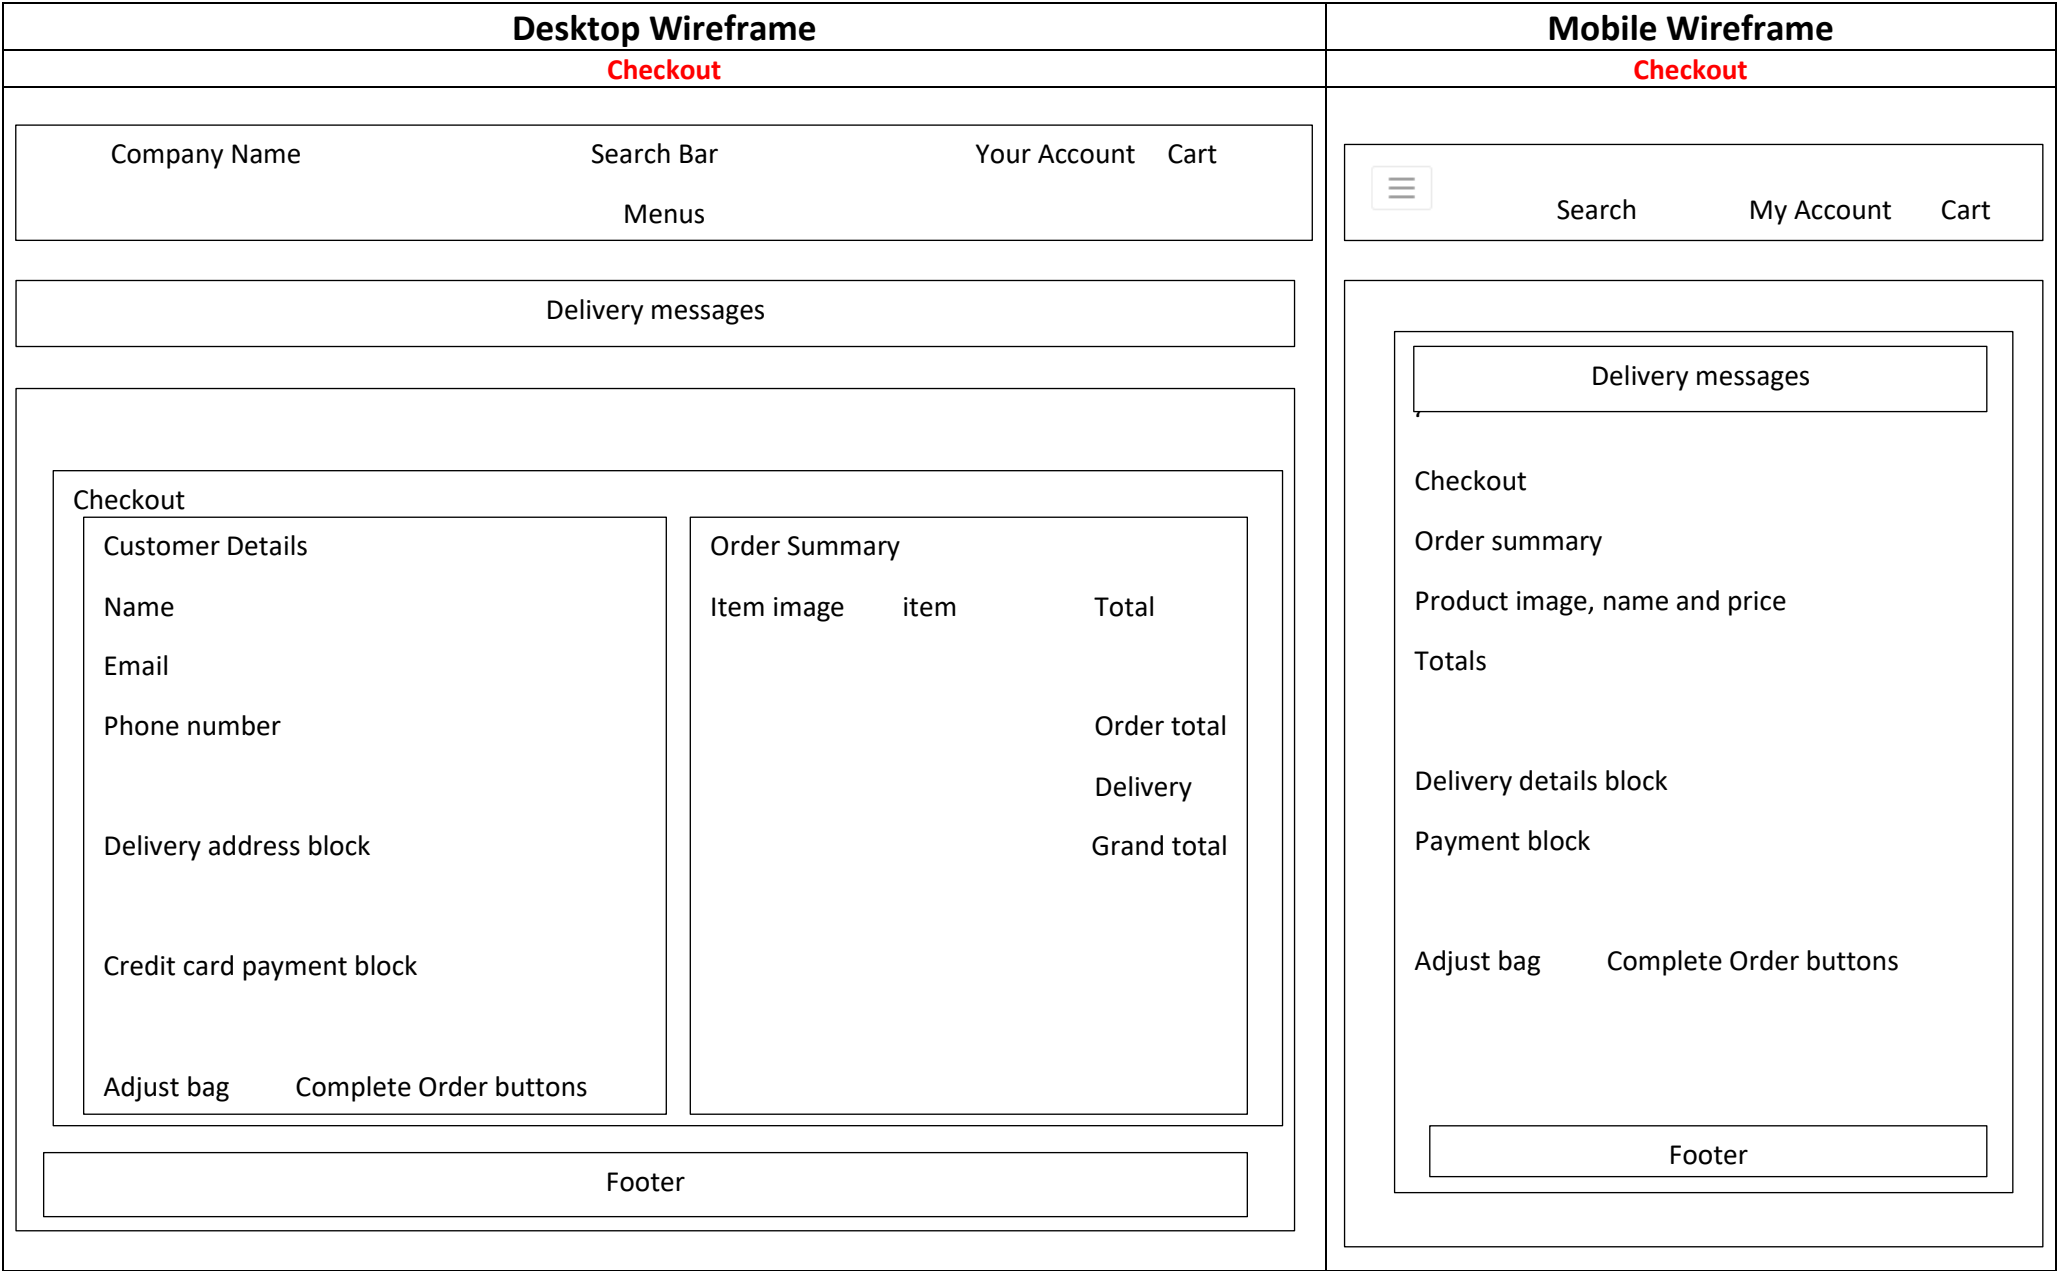 Desktop Wireframe
Checkout
Company Name Search Bar Your Account Cart
Menus
Delivery messages
Checkout
Customer Details
Name
Email
Phone number
Delivery address block
Credit card payment block
Adjust bag Complete Order buttons
Order Summary
Item image item Total
Order total
Delivery
Grand total
Footer
Mobile Wireframe
Checkout
Search My Account Cart
Delivery messages
Checkout
Order summary
Product image, name and price
Totals
Delivery details block
Payment block
Adjust bag Complete Order buttons
Footer